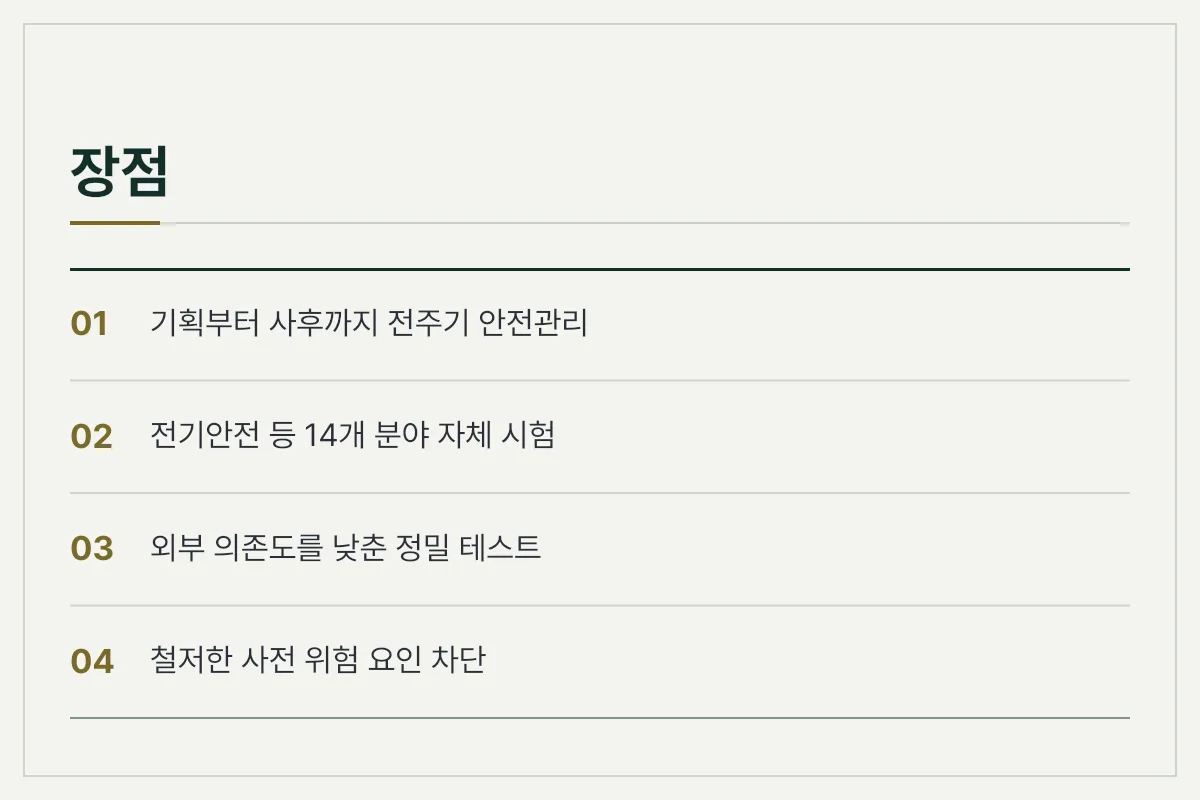 장점
01 기획부터 사후까지 전주기 안전관리
02 전기안전 등 14개 분야 자체 시험
03 외부 의존도를 낮춘 정밀 테스트
04 철저한 사전 위험 요인 차단